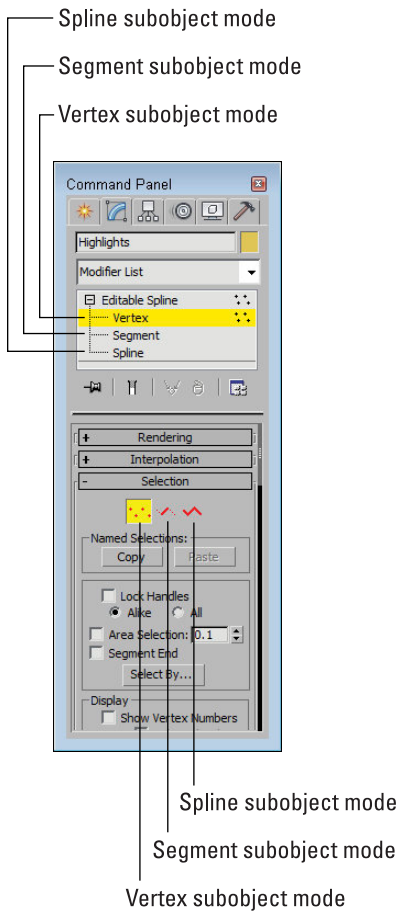 Spline subobject mode
Segment subobject mode
Vertex subobject mode
Command Panel
Highlights
Modifier List
Editable Spline
Vertex
Segment
Spline
+ Rendering
+ Interpolation
- Selection
Named Selections:
Copy Paste
Lock Handles
Alike All
Area Selection: 0.1
Segment End
Select By...
Display
Show Vertex Numbers
Spline subobject mode
Segment subobject mode
Vertex subobject mode